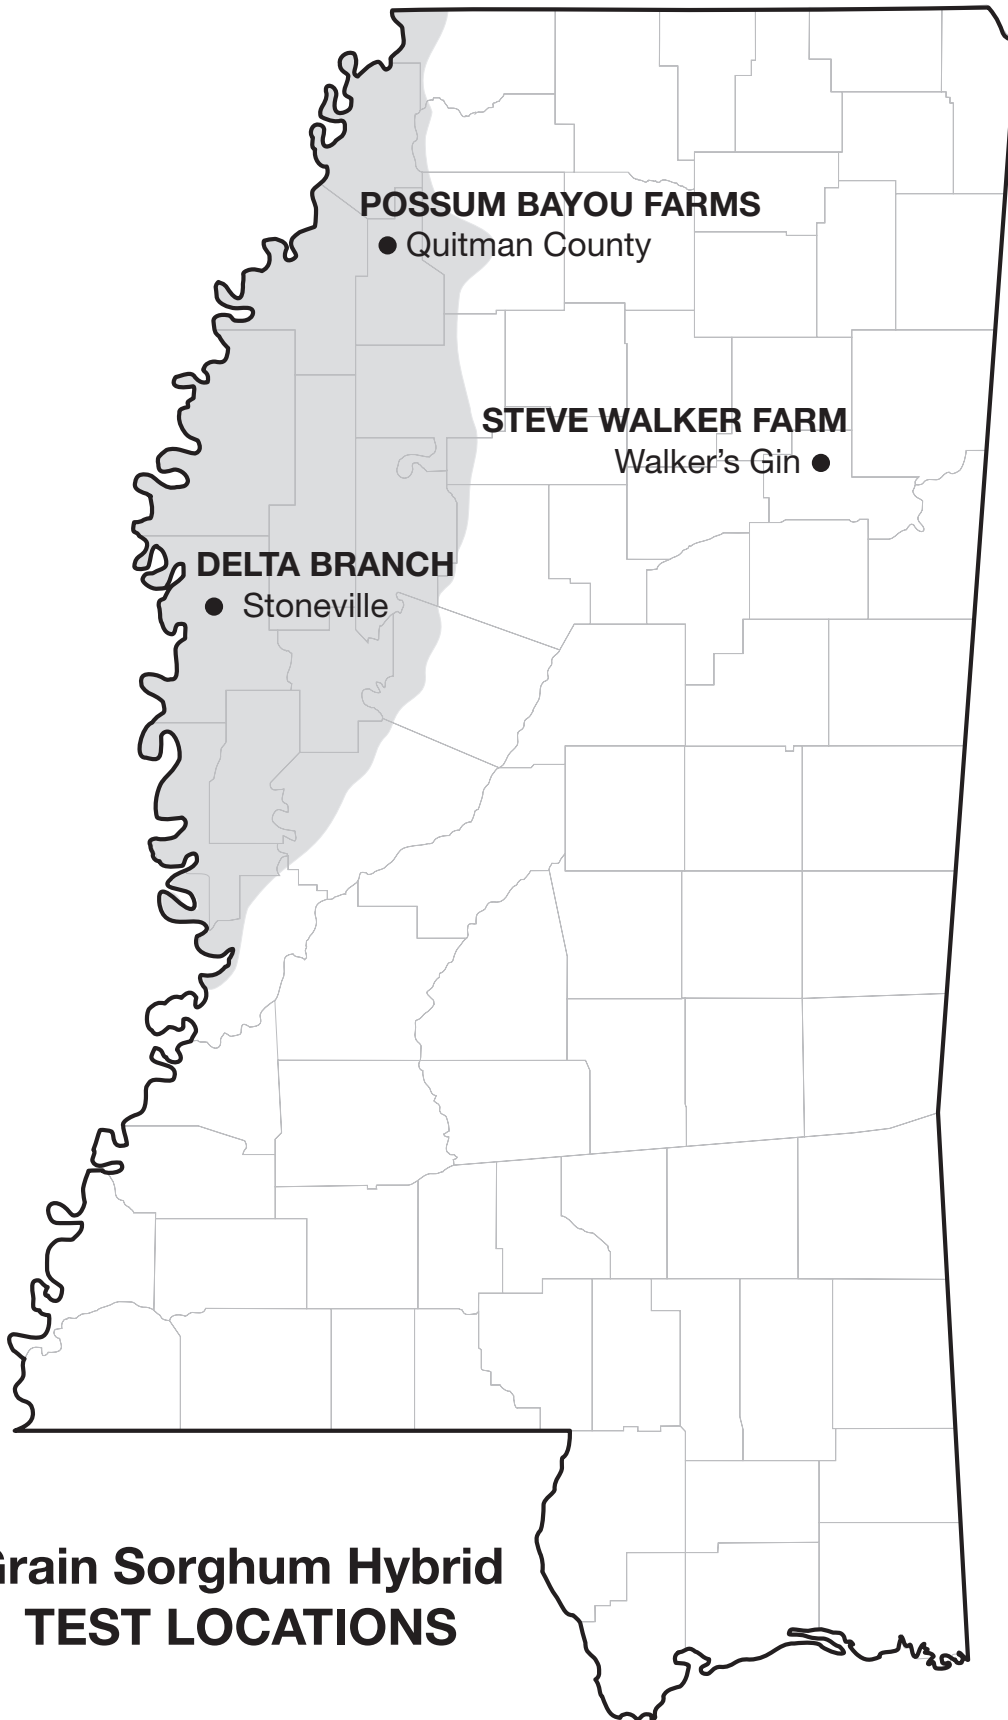 POSSUM BAYOU FARMS
Quitman County
STEVE WALKER FARM
Walker's Gin
DELTA BRANCH
Stoneville
Grain Sorghum Hybrid
TEST LOCATIONS